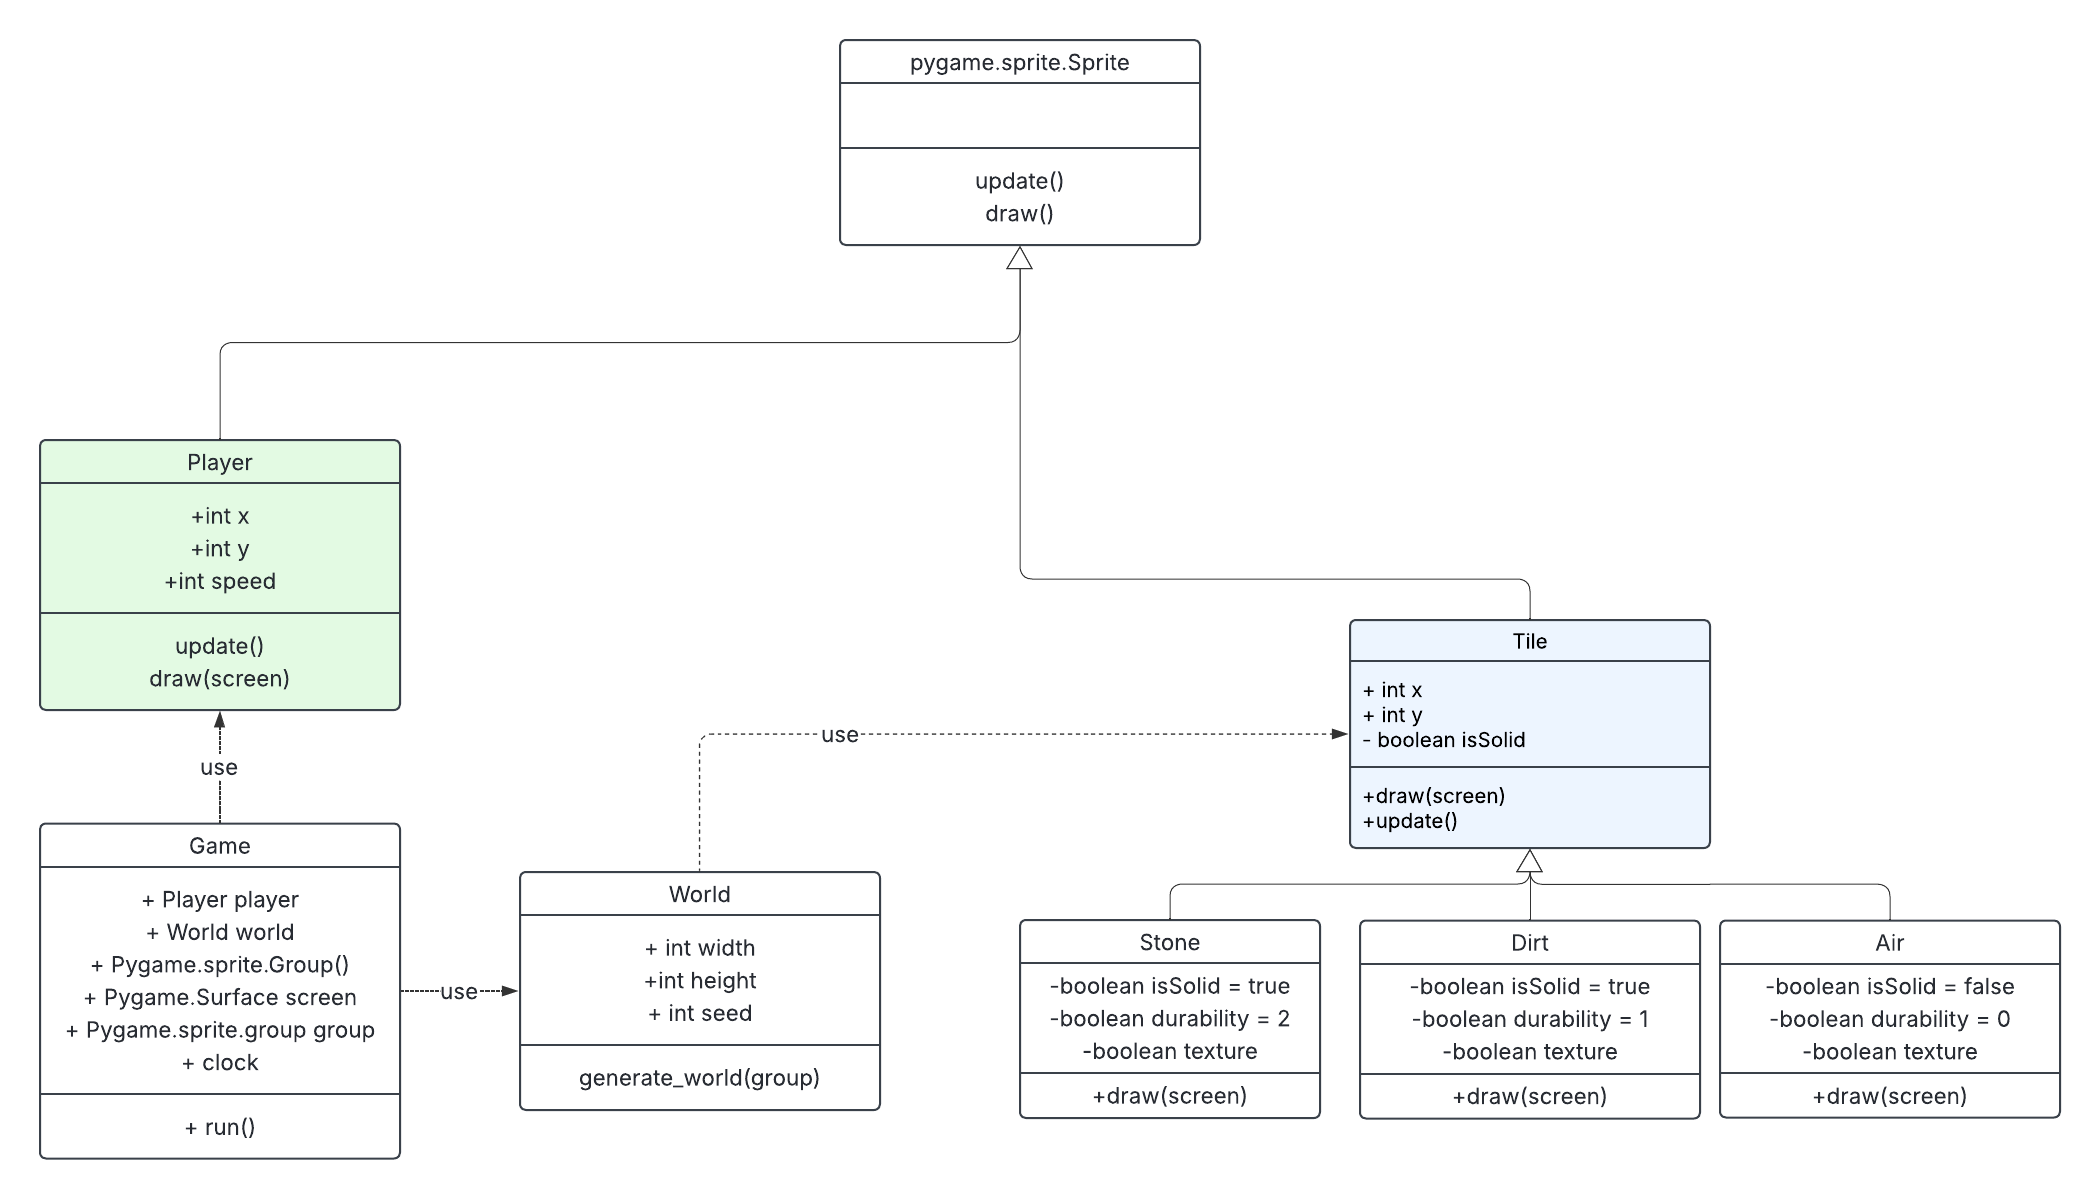 pygame.sprite.Sprite
update()
draw()
Player
+int x
+int y
+int speed
update()
draw(screen)
use
Game
+ Player player
+ World world
+ Pygame.sprite.Group()
+ Pygame.Surface screen
+ Pygame.sprite.group group
+ clock
+ run()
use
World
+ int width
+int height
+ int seed
generate_world(group)
use
Tile
+ int x
+ int y
- boolean isSolid
+draw(screen)
+update()
Stone
-boolean isSolid = true
-boolean durability = 2
-boolean texture
+draw(screen)
Dirt
-boolean isSolid = true
-boolean durability = 1
-boolean texture
+draw(screen)
Air
-boolean isSolid = false
-boolean durability = 0
-boolean texture
+draw(screen)